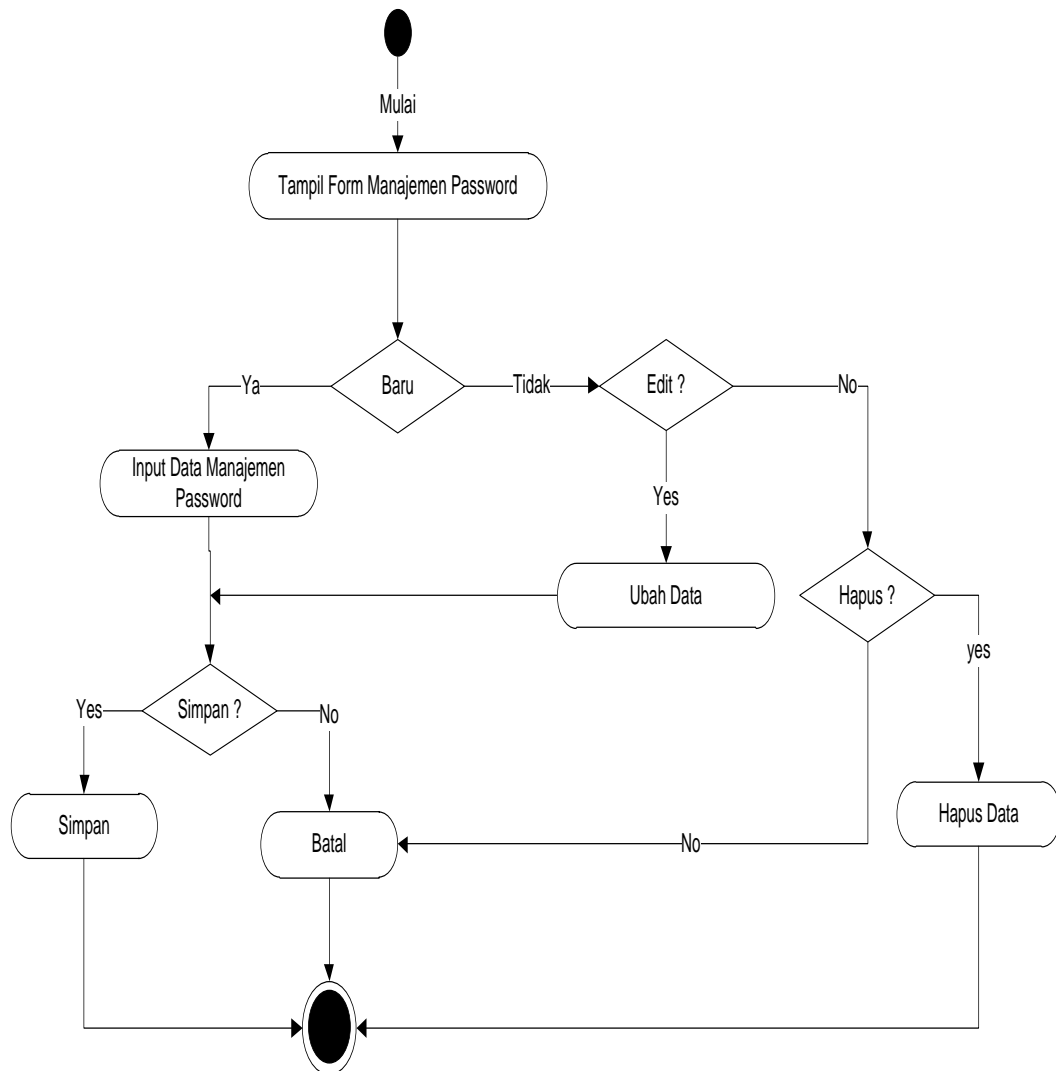 Mulai
Tampil Form Manajemen Password
Ya
Baru
Tidak
Edit ?
No
Input Data Manajemen
Password
Yes
Ubah Data
Hapus ?
yes
Yes
Simpan ?
No
Simpan
Batal
No
Hapus Data